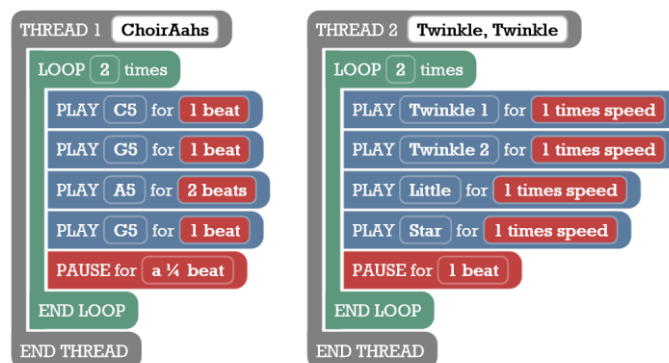 THREAD 1 ChoirAahs
LOOP 2 times
PLAY C5 for 1 beat
PLAY G5 for 1 beat
PLAY A5 for 2 beats
PLAY G5 for 1 beat
PAUSE for a ¼ beat
END LOOP
END THREAD
THREAD 2 Twinkle, Twinkle
LOOP 2 times
PLAY Twinkle 1 for 1 times speed
PLAY Twinkle 2 for 1 times speed
PLAY Little for 1 times speed
PLAY Star for 1 times speed
PAUSE for 1 beat
END LOOP
END THREAD